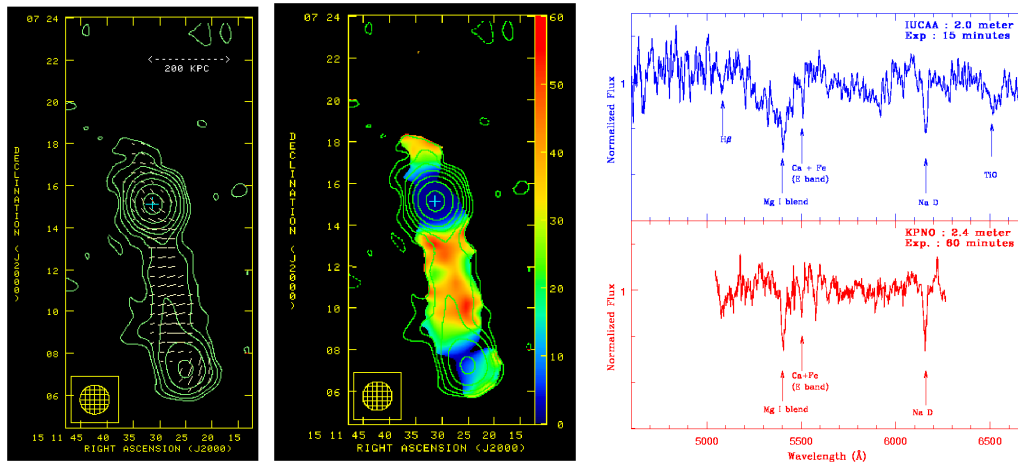 07 24
22
20
18
16
14
12
10
08
06
200 KPC
DECLINATION (J2000)
15 11 45 40 35 30 25 20 15
RIGHT ASCENSION (J2000)
07 24
22
20
18
16
14
12
10
08
06
DECLINATION (J2000)
15 11 45 40 35 30 25 20 15
RIGHT ASCENSION (J2000)
60
50
40
30
20
10
0
IUCAA : 2.0 meter
Exp : 15 minutes
Normalized Flux
1
Hβ
Ca + Fe
(E band)
Mg I blend
Na D
TiO
KPNO : 2.4 meter
Exp. : 60 minutes
Normalized Flux
1
Ca+Fe
(E band)
Mg I blend
Na D
5000 5500 6000 6500
Wavelength (Å)